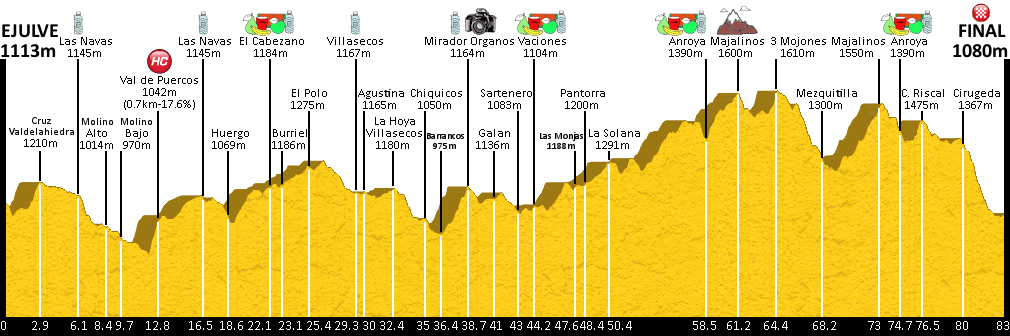 EJULVE
1113m
Las Navas
1145m
Las Navas
1145m
El Cabezano
1184m
Villasecos
1167m
Mirador Organos
1164m
Vaciones
1104m
Arroya
1390m
Majalinos
1600m
3 Mojones
1610m
Majalinos
1510m
Arroya
1390m
FINAL
1080m
HC
Val de Puercos
1042m
(0.7km-17.6%)
El Polo
1275m
Agustina
1165m
Chiquicos
1050m
Sartenero
1083m
Pantorra
1200m
Mezquitilla
1300m
C. Riscal
1475m
Cirugeda
1367m
Cruz
Valdelahiedra
1210m
Molino
Alto
1014m
Molino
Bajo
970m
Huergo
1069m
Burriel
1186m
La Hoya
Villasecos
1180m
Barrancos
975m
Galan
1136m
Las Monjas
1188m
La Solana
1291m
0 2.9 6.1 8.4 9.7 12.8 16.5 18.6 22.1 23.1 25.4 29.3 30 32.4 35 36.4 38.7 41 43 44.2 47.6 48.4 50.4 58.5 61.2 64.4 68.2 73 74.7 76.5 80 83